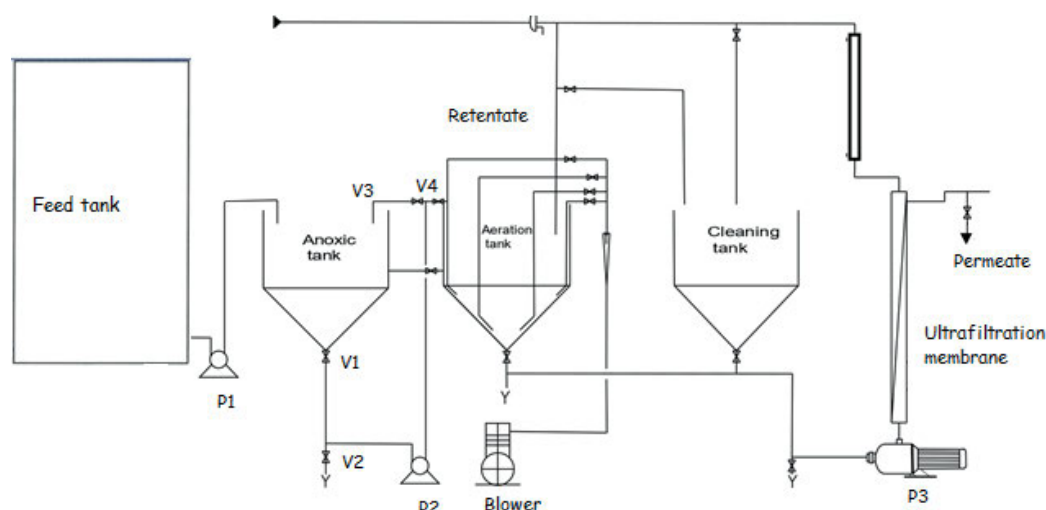 Retentate
V3
V4
Feed tank
Anoxic
tank
Aeration
tank
Cleaning
tank
Permeate
Ultrafiltration
membrane
V1
P1
V2
P2
Blower
P3